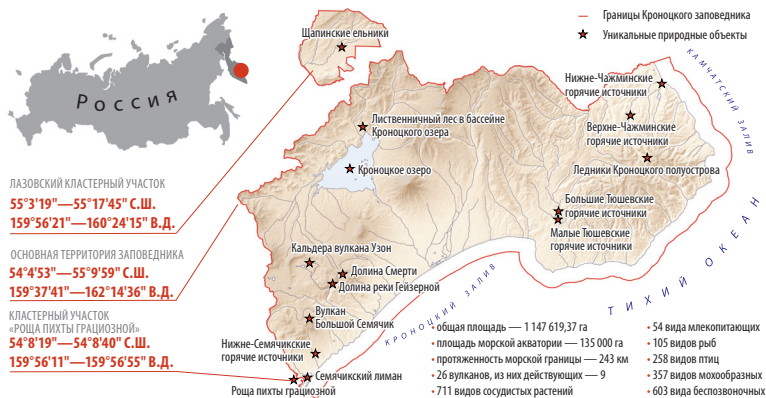 Границы Кроноцкого заповедника
Уникальные природные объекты
Щапинские ельники
Россия
Лиственничный лес в бассейне
Кроноцкого озера
Кроноцкое озеро
Нижне-Чажминские
горячие источники
Верхне-Чажминские
горячие источники
Ледники Кроноцкого полуострова
Большие Тюшевские
горячие источники
Малые Тюшевские
горячие источники
КАМЧАТСКИЙ ЗАЛИВ
ТИХИЙ ОКЕАН
КРОНОЦКИЙ ЗАЛИВ
ЛАЗОВСКИЙ КЛАСТЕРНЫЙ УЧАСТОК
55°3'19"—55°17'45" С.Ш.
159°56'21"—160°24'15" В.Д.
ОСНОВНАЯ ТЕРРИТОРИЯ ЗАПОВЕДНИКА
54°4'53"—55°9'59" С.Ш.
159°37'41"—162°14'36" В.Д.
КЛАСТЕРНЫЙ УЧАСТОК
«РОЩА ПИХТЫ ГРАЦИОЗНОЙ»
54°8'19"—54°8'40" С.Ш.
159°56'11"—159°56'55" В.Д.
Кальдера вулкана Узон
Долина Смерти
Долина реки Гейзерной
Вулкан
Большой Семячик
Нижне-Семячикские
горячие источники
Семячикский лиман
Роща пихты грациозной
• общая площадь — 1 147 619,37 га
• площадь морской акватории — 135 000 га
• протяженность морской границы — 243 км
• 26 вулканов, из них действующих — 9
• 711 видов сосудистых растений
• 54 вида млекопитающих
• 105 видов рыб
• 258 видов птиц
• 357 видов мохообразных
• 603 вида беспозвоночных